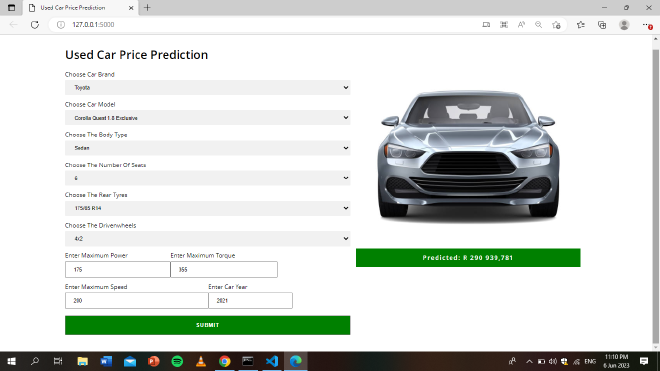 Used Car Price Prediction
127.0.0.1:5000
Used Car Price Prediction
Choose Car Brand
Toyota
Choose Car Model
Corolla Quest 1.8 Exclusive
Choose The Body Type
Sedan
Choose The Number Of Seats
Choose The Rear Tyres
175/65 R14
Choose The Drivenwheels
4x2
Enter Maximum Power Enter Maximum Torque
175 355
Enter Maximum Speed Enter Car Year
200 2021
SUBMIT
Predicted: R 290 939,781
ENG
11:10 PM
6 Jun 2023